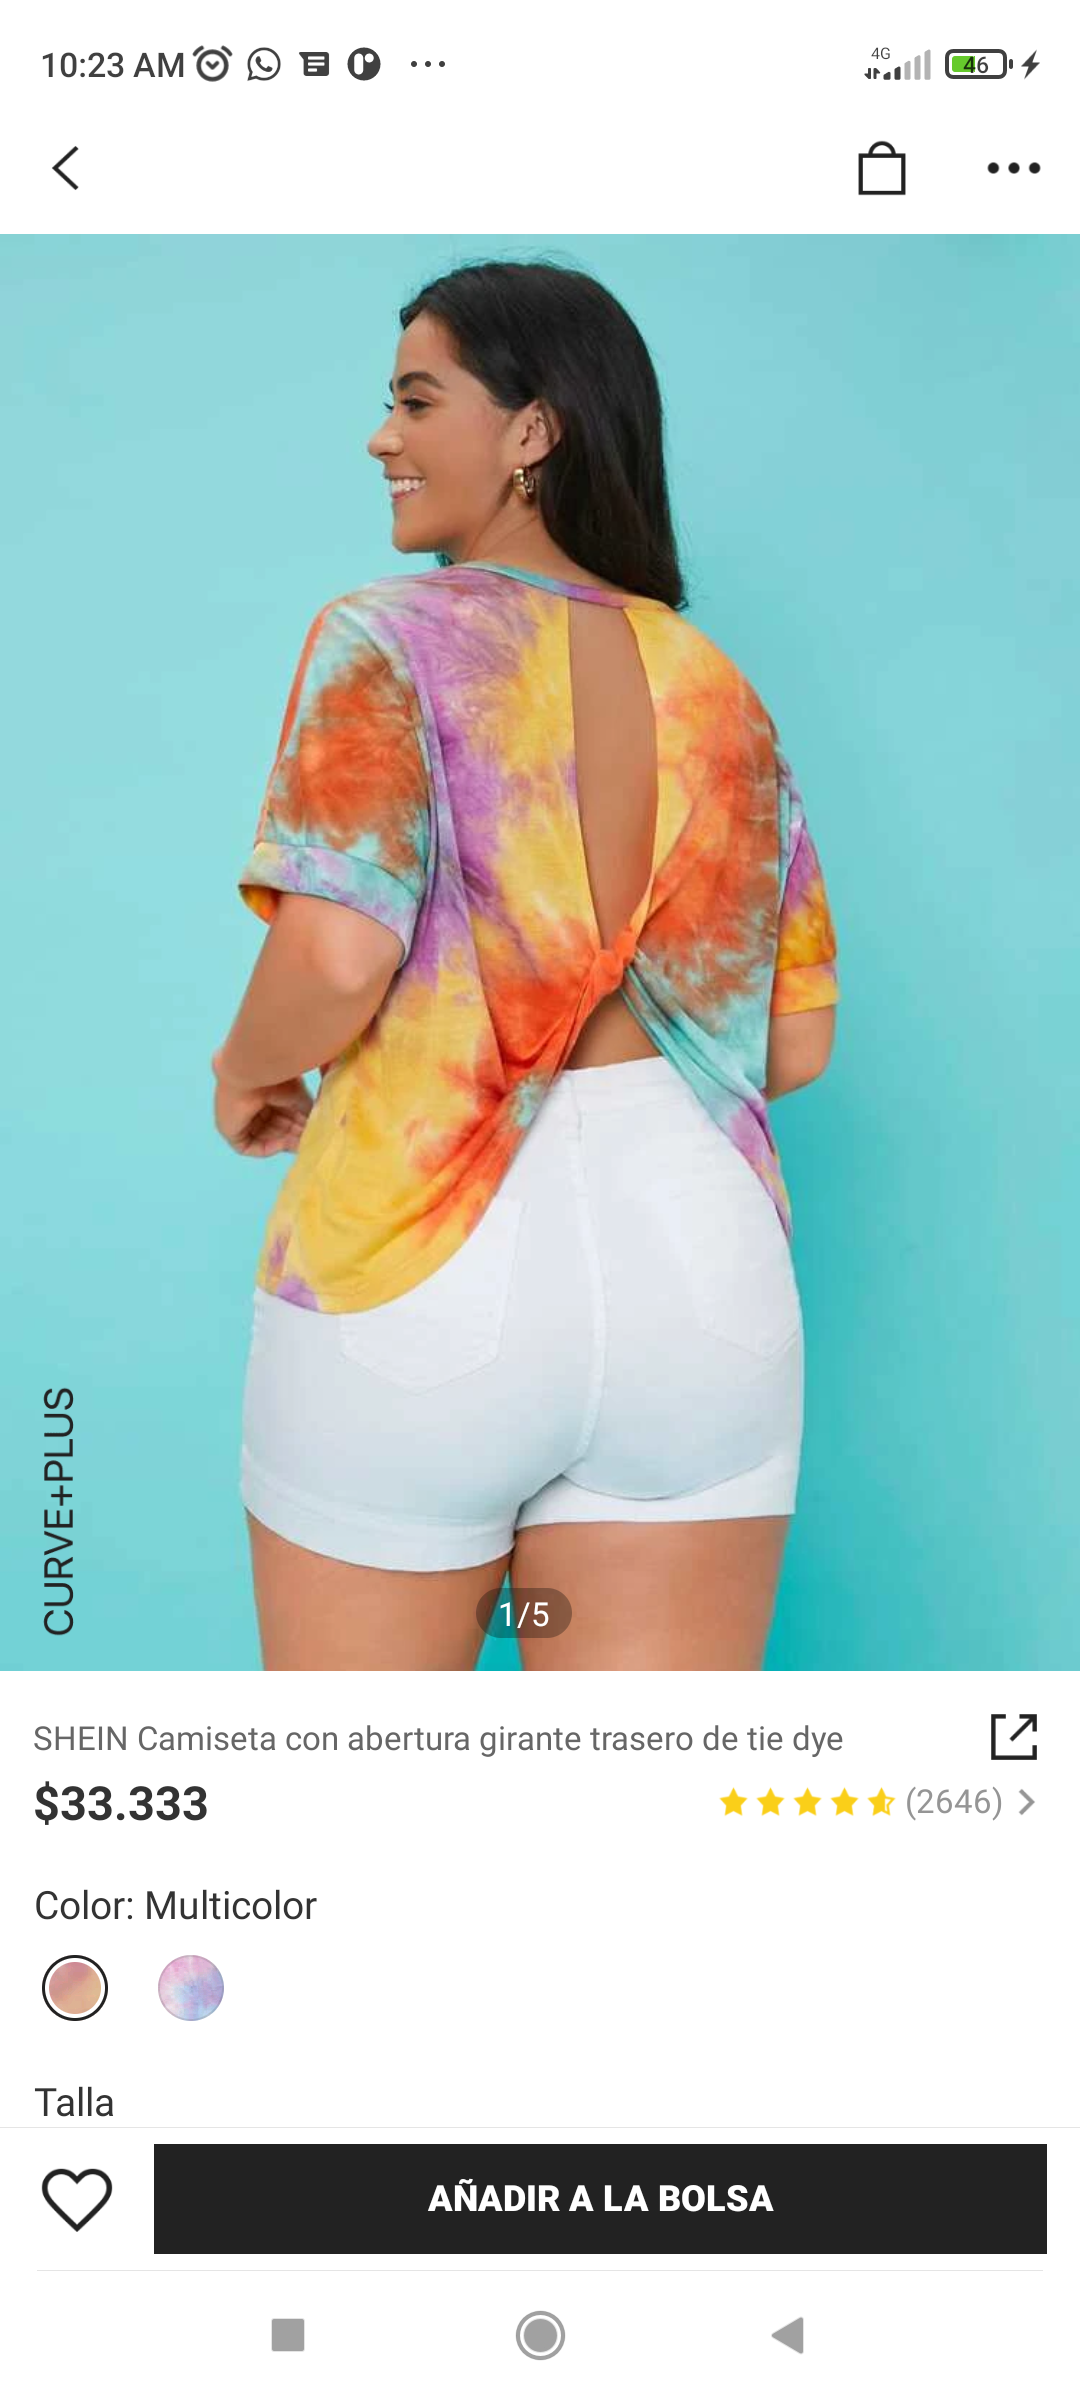 10:23 AM
4G
46
CURVE+PLUS
1/5
SHEIN Camiseta con abertura girante trasero de tie dye
$33.333
(2646)
Color: Multicolor
Talla
AÑADIR A LA BOLSA